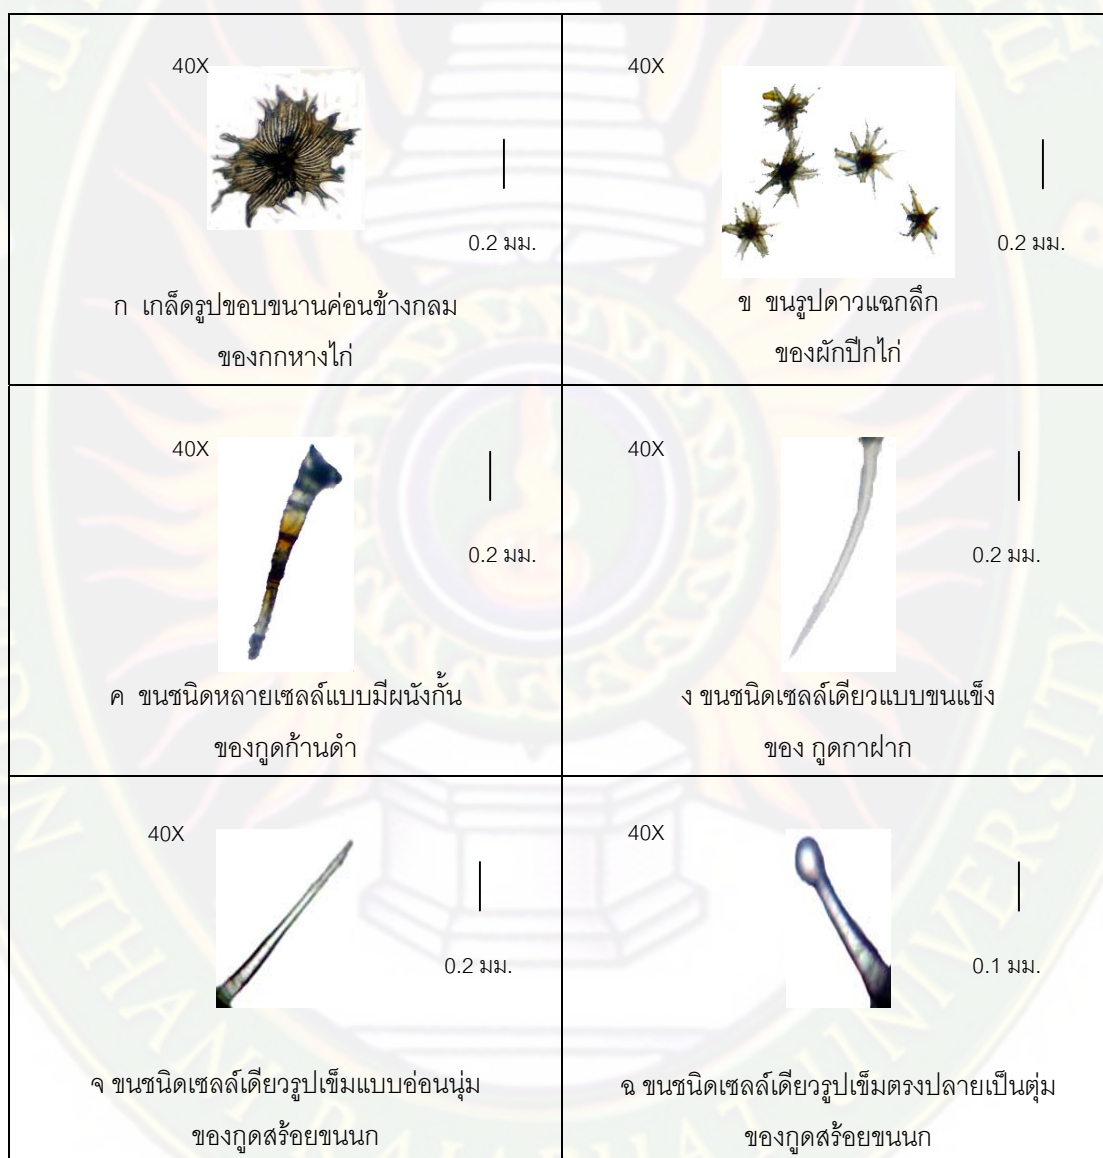 40X
0.2 มม.
ก เกล็ดรูปขอบขนานค่อนข้างกลม
ของกกหางไก่
40X
0.2 มม.
ข ขนรูปดาวแฉกลึก
ของผักปีกไก่
40X
0.2 มม.
ค ขนชนิดหลายเซลล์แบบมีผนังกั้น
ของกูดก้านดำ
40X
0.2 มม.
ง ขนชนิดเซลล์เดียวแบบขนแข็ง
ของ กูดกาฝาก
40X
0.2 มม.
จ ขนชนิดเซลล์เดียวรูปเข็มแบบอ่อนนุ่ม
ของกูดสร้อยขนนก
40X
0.1 มม.
ฉ ขนชนิดเซลล์เดียวรูปเข็มตรงปลายเป็นตุ่ม
ของกูดสร้อยขนนก